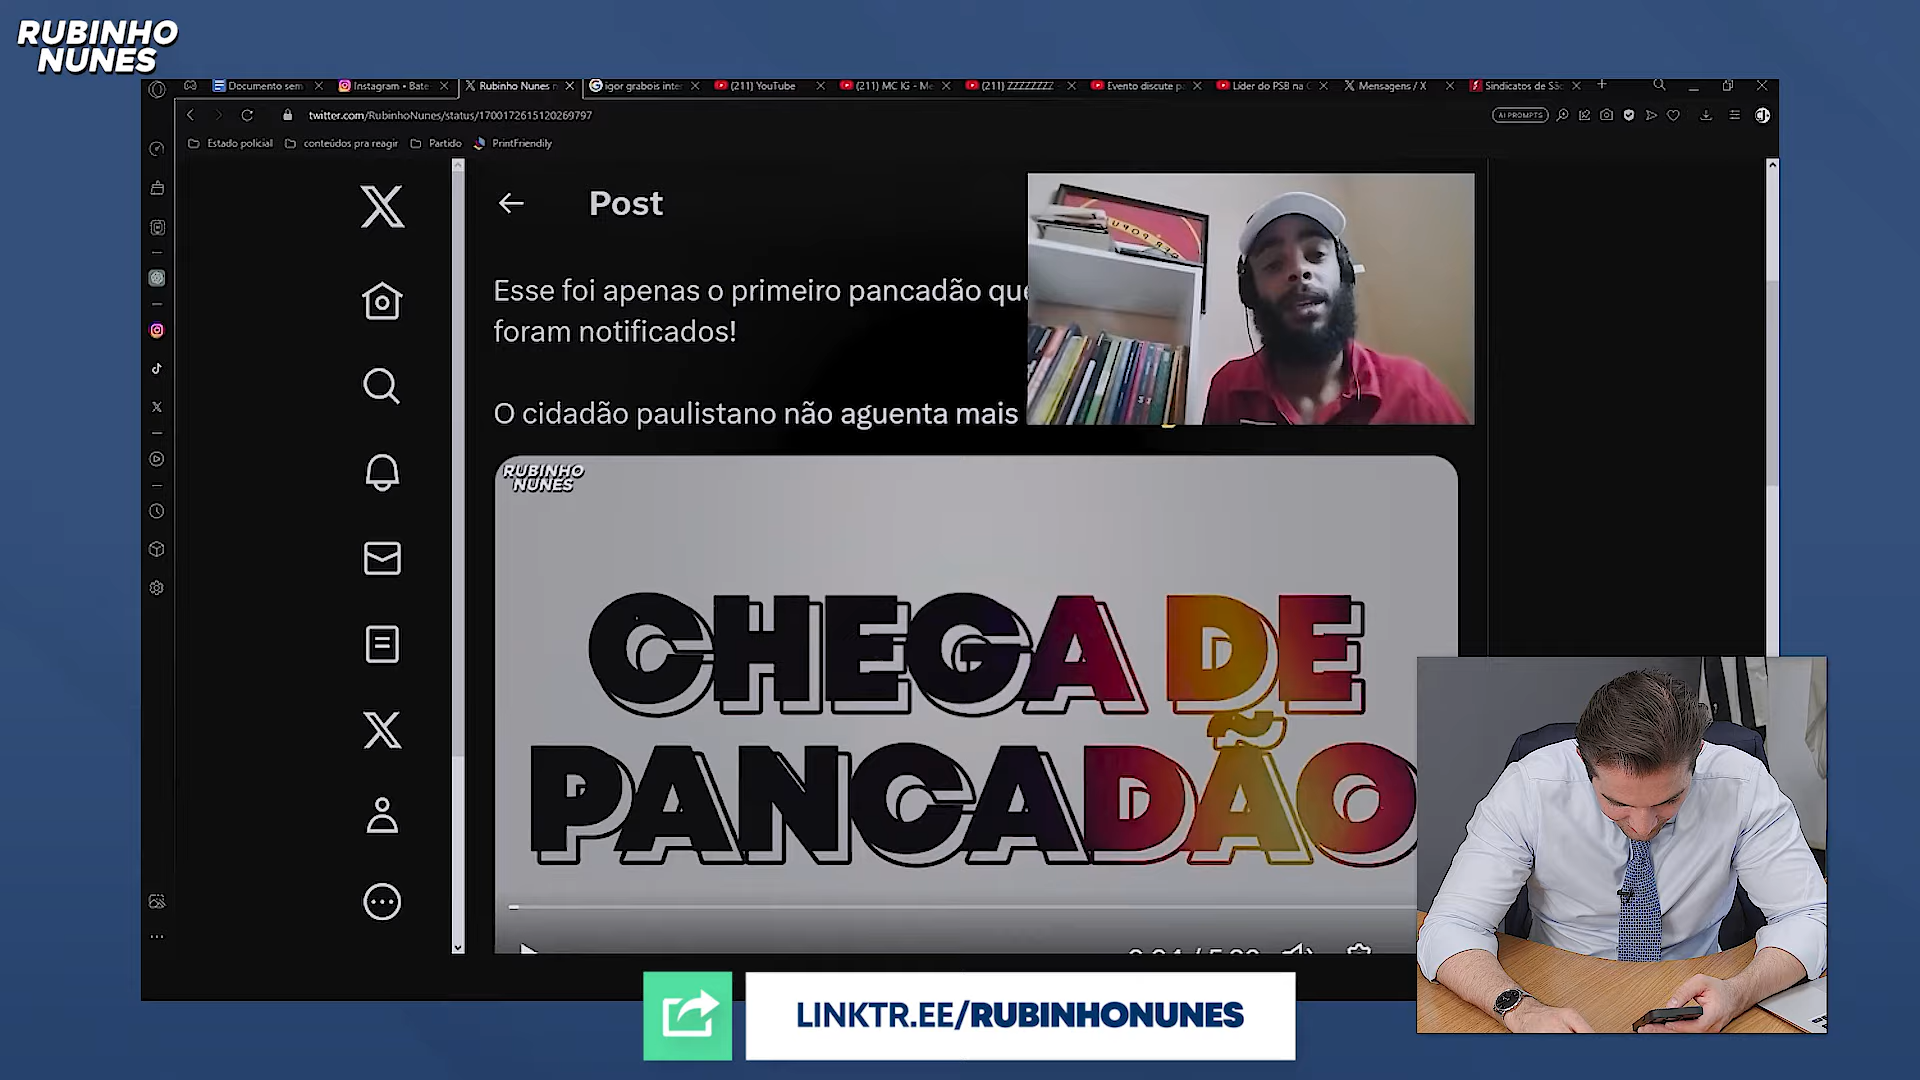 RUBINHO
NUNES
Documento sem
Instagram • Bate
Rubinho Nunes n
igor grabois inte
(211) YouTube
(211) MC IG - M
(211) ZZZZZZZZ
Evento discute p
Líder do PSB na C
Mensagens / X
Sindicatos de Sã
twitter.com/RubinhoNunes/status/1700172615120269797
AI PROMPTS
Estado policial
conteúdos pra reagir
Partido
PrintFriendly
Post
Esse foi apenas o primeiro pancadão que
foram notificados!
O cidadão paulistano não aguenta mais
RUBINHO
NUNES
CHEGA DE
PANCADÃO
LINKTR.EE/RUBINHONUNES